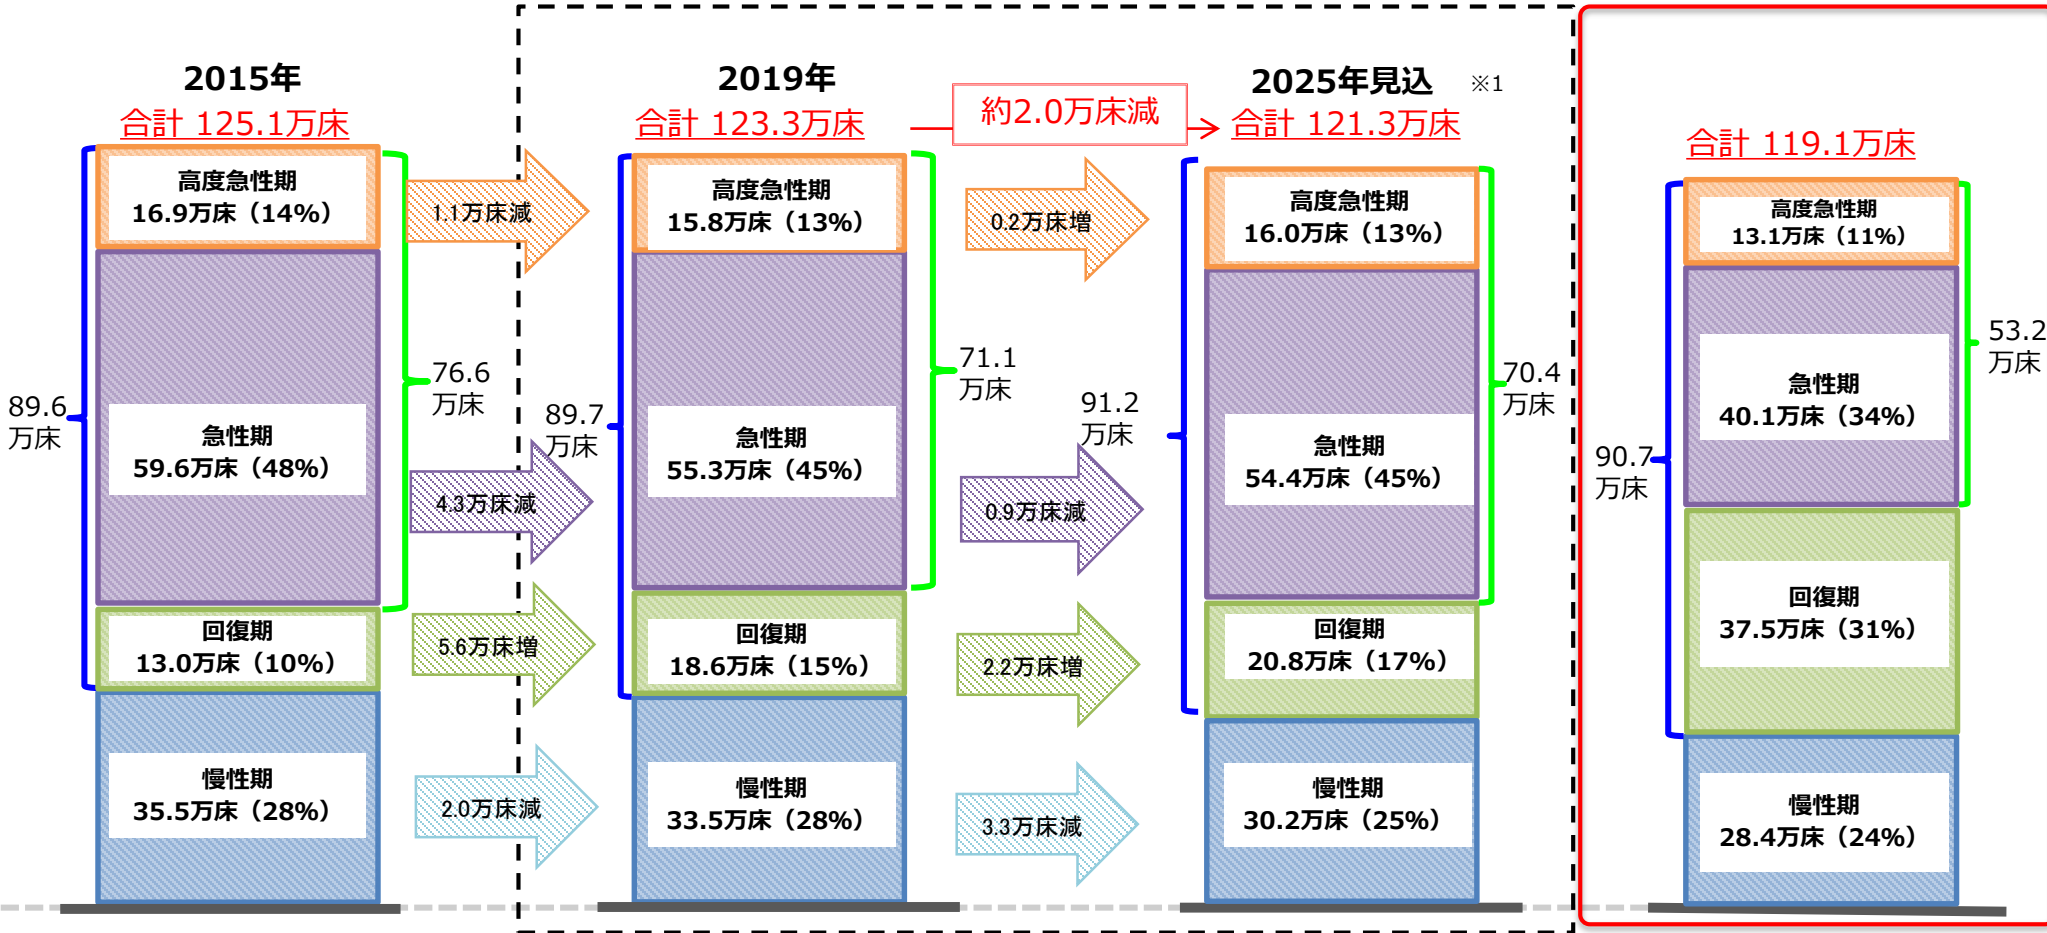 2015年
合計 125.1万床
高度急性期
16.9万床（14%）
急性期
59.6万床（48%）
回復期
13.0万床（10%）
慢性期
35.5万床（28%）
89.6
万床
76.6
万床
1.1万床減
4.3万床減
5.6万床増
2.0万床減
2019年
合計 123.3万床
高度急性期
15.8万床（13%）
急性期
55.3万床（45%）
回復期
18.6万床（15%）
慢性期
33.5万床（28%）
89.7
万床
71.1
万床
約2.0万床減
0.2万床増
0.9万床減
2.2万床増
3.3万床減
2025年見込 ※1
合計 121.3万床
高度急性期
16.0万床（13%）
急性期
54.4万床（45%）
回復期
20.8万床（17%）
慢性期
30.2万床（25%）
91.2
万床
70.4
万床
合計 119.1万床
高度急性期
13.1万床（11%）
急性期
40.1万床（34%）
回復期
37.5万床（31%）
慢性期
28.4万床（24%）
90.7
万床
53.2
万床